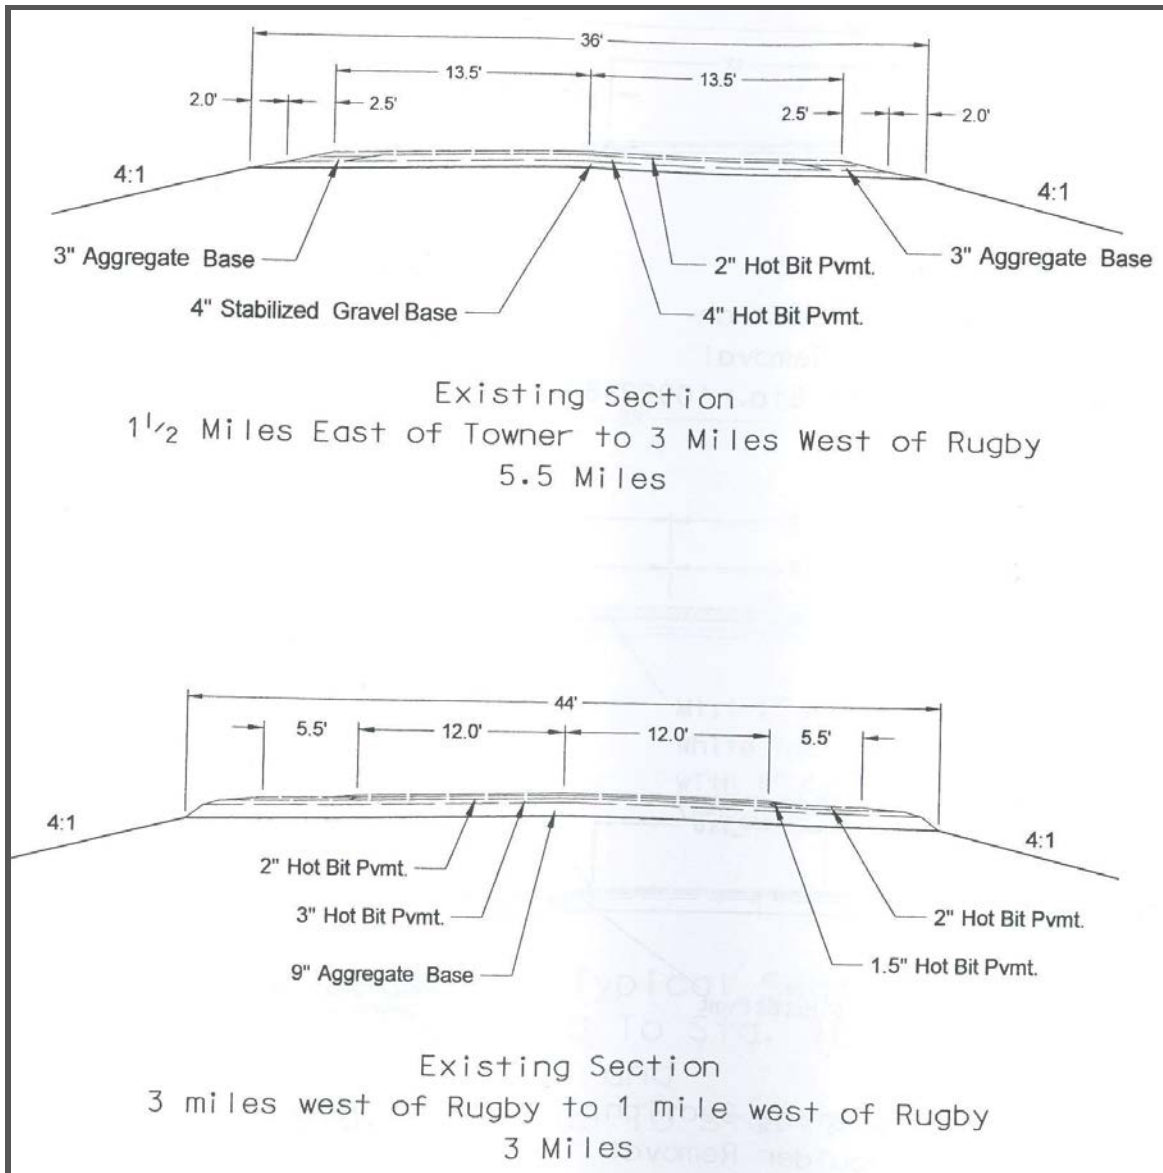 36'
13.5' 13.5'
2.0' 2.5' 2.5' 2.0'
4:1 4:1
3" Aggregate Base 2" Hot Bit Pvmt. 3" Aggregate Base
4" Stabilized Gravel Base 4" Hot Bit Pvmt.
Existing Section
1 1/2 Miles East of Towner to 3 Miles West of Rugby
5.5 Miles
44'
5.5' 12.0' 12.0' 5.5'
4:1 4:1
2" Hot Bit Pvmt.
3" Hot Bit Pvmt. 2" Hot Bit Pvmt.
9" Aggregate Base 1.5" Hot Bit Pvmt.
Existing Section
3 miles west of Rugby to 1 mile west of Rugby
3 Miles